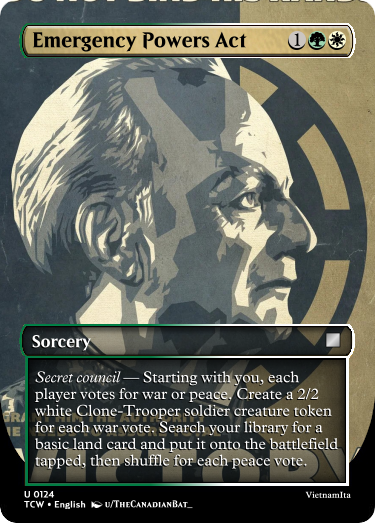 Emergency Powers Act 1
Sorcery
Secret council — Starting with you, each
player votes for war or peace. Create a 2/2
white Clone-Trooper soldier creature token
for each war vote. Search your library for a
basic land card and put it onto the battlefield
tapped, then shuffle for each peace vote.
U 0124
VietnamIta
TCW • English u/TheCanadianBat_